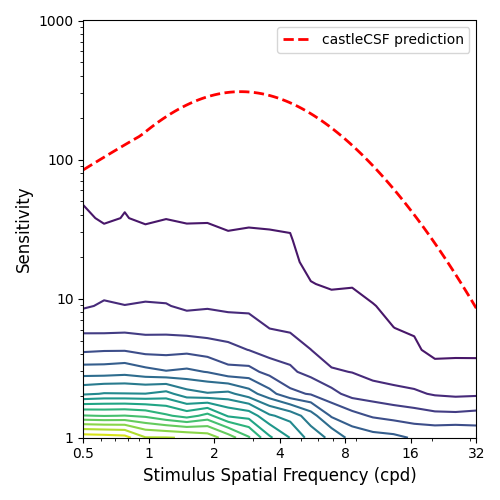 1000
castleCSF prediction
100
10
1
Sensitivity
0.5 1 2 4 8 16 32
Stimulus Spatial Frequency (cpd)